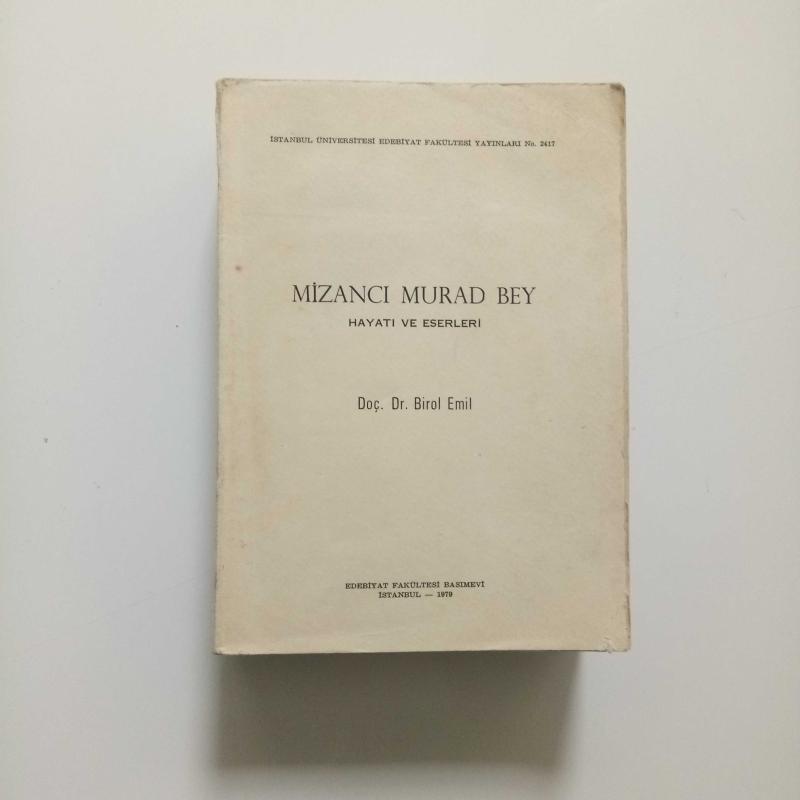 İSTANBUL ÜNİVERSİTESİ EDEBİYAT FAKÜLTESİ YAYINLARI No. 2417
MİZANCI MURAD BEY
HAYATI VE ESERLERİ
Doç. Dr. Birol Emil
EDEBİYAT FAKÜLTESİ BASIMEVİ
İSTANBUL — 1979